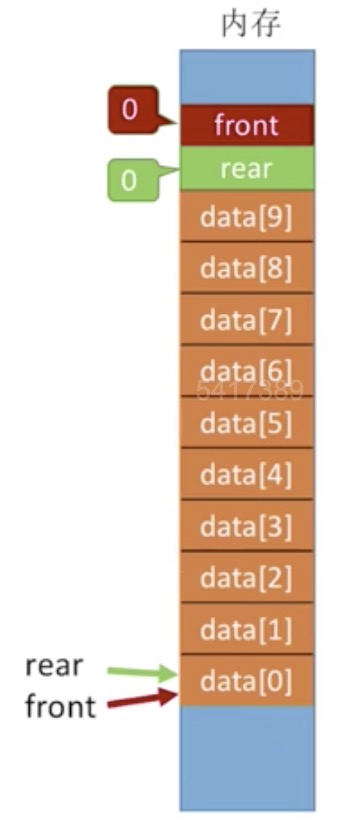 内存
0
front
0
rear
data[9]
data[8]
data[7]
data[6]
5417389
data[5]
data[4]
data[3]
data[2]
data[1]
rear
data[0]
front